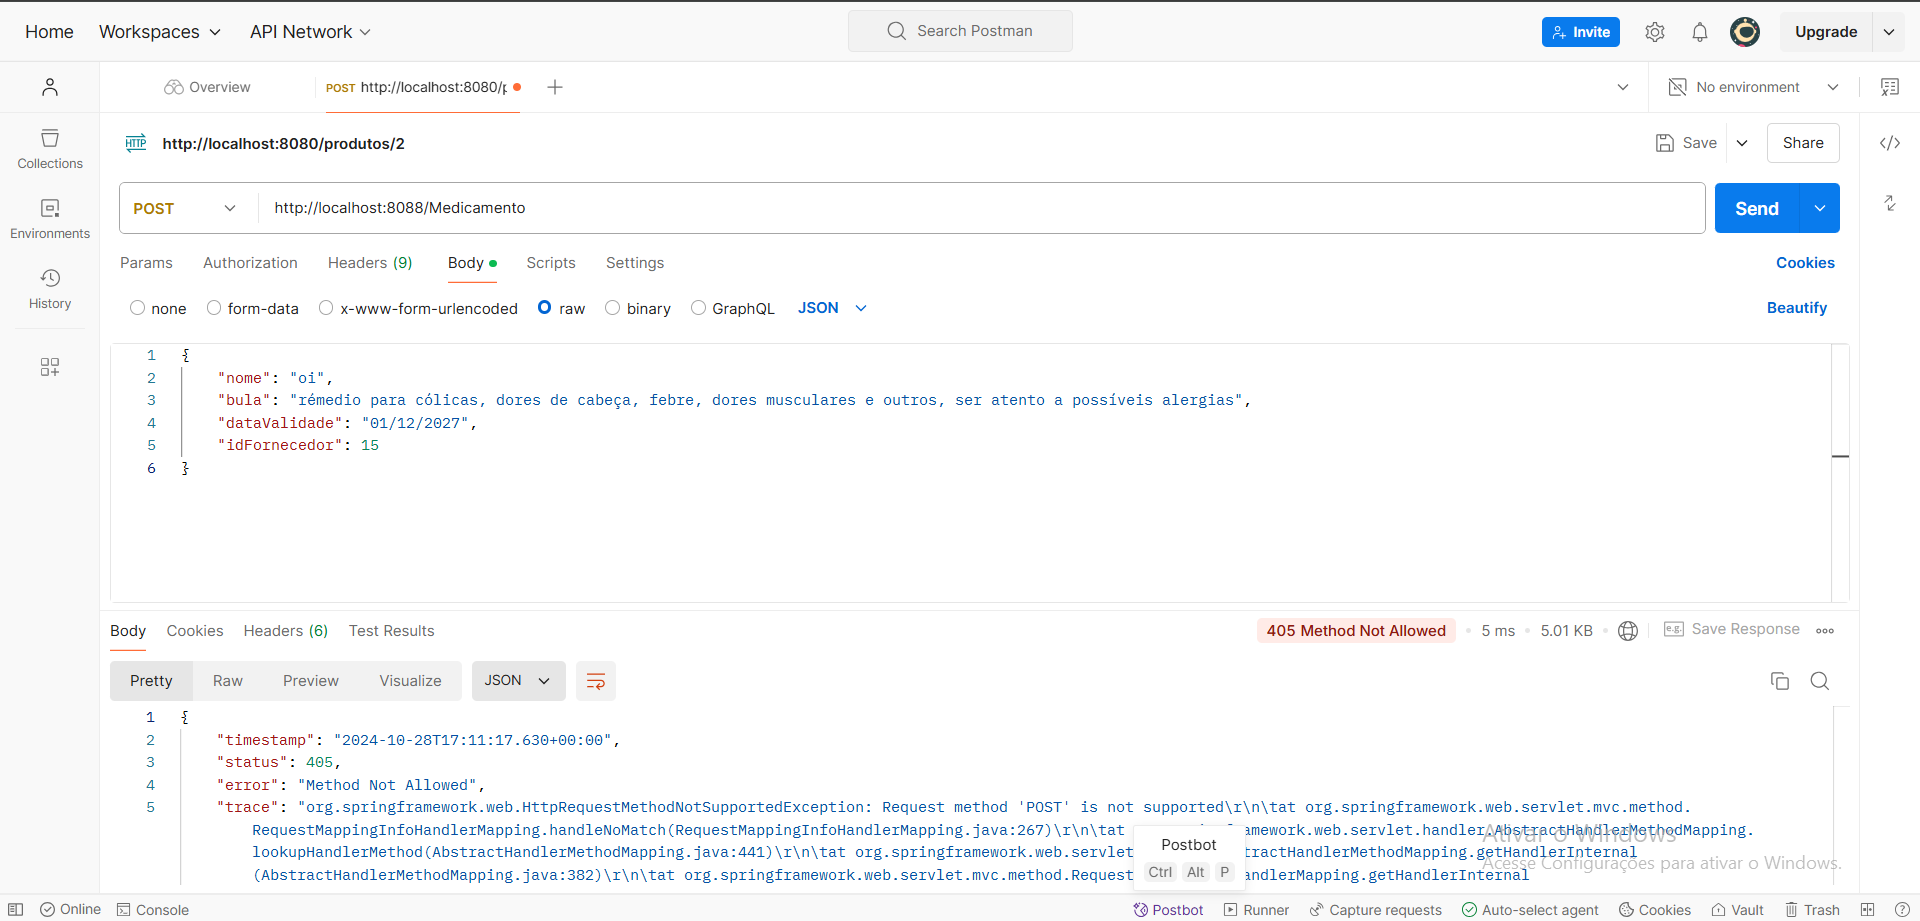 Home Workspaces API Network Search Postman Invite Upgrade
Overview POST http://localhost:8080/p No environment
HTTP http://localhost:8080/produtos/2 Save Share
Collections
POST http://localhost:8088/Medicamento Send
Environments
Params Authorization Headers (9) Body Scripts Settings Cookies
History
none form-data x-www-form-urlencoded raw binary GraphQL JSON Beautify
1 {
2 "nome": "oi",
3 "bula": "rémedio para cólicas, dores de cabeça, febre, dores musculares e outros, ser atento a possíveis alergias",
4 "dataValidade": "01/12/2027",
5 "idFornecedor": 15
6 }
Body Cookies Headers (6) Test Results 405 Method Not Allowed 5 ms 5.01 KB e.g. Save Response
Pretty Raw Preview Visualize JSON
1 {
2 "timestamp": "2024-10-28T17:11:17.630+00:00",
3 "status": 405,
4 "error": "Method Not Allowed",
5 "trace": "org.springframework.web.HttpRequestMethodNotSupportedException: Request method 'POST' is not supported\r\n\tat org.springframework.web.servlet.mvc.method.
RequestMappingInfoHandlerMapping.handleNoMatch(RequestMappingInfoHandlerMapping.java:267)\r\n\tat amework.web.servlet.handler.AbstractHandlerMethodMapping.
lookupHandlerMethod(AbstractHandlerMethodMapping.java:441)\r\n\tat org.springframework.web.servlet tractHandlerMethodMapping.getHandlerInternal
(AbstractHandlerMethodMapping.java:382)\r\n\tat org.springframework.web.servlet.mvc.method.Request andlerMapping.getHandlerInternal
Postbot
Ctrl Alt P
Ativar o Windows
Acesse Configurações para ativar o Windows.
Online Console Postbot Runner Capture requests Auto-select agent Cookies Vault Trash